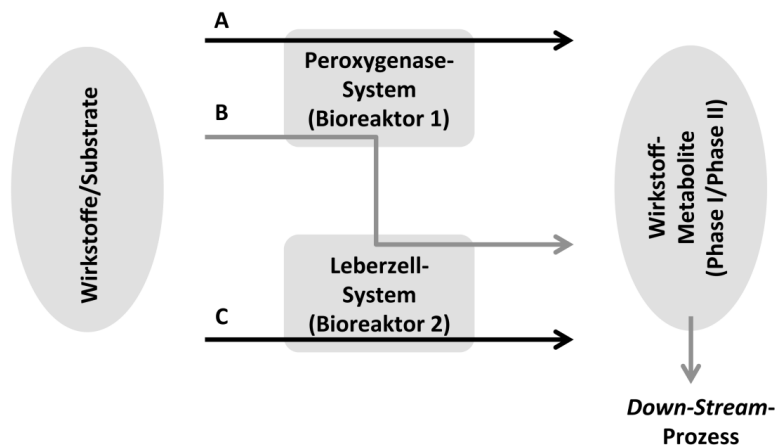 A
Peroxygenase-
System
(Bioreaktor 1)
B
Wirkstoffe/Substrate
Wirkstoff-
Metabolite
(Phase I/Phase II)
Leberzell-
System
(Bioreaktor 2)
C
Down-Stream-
Prozess